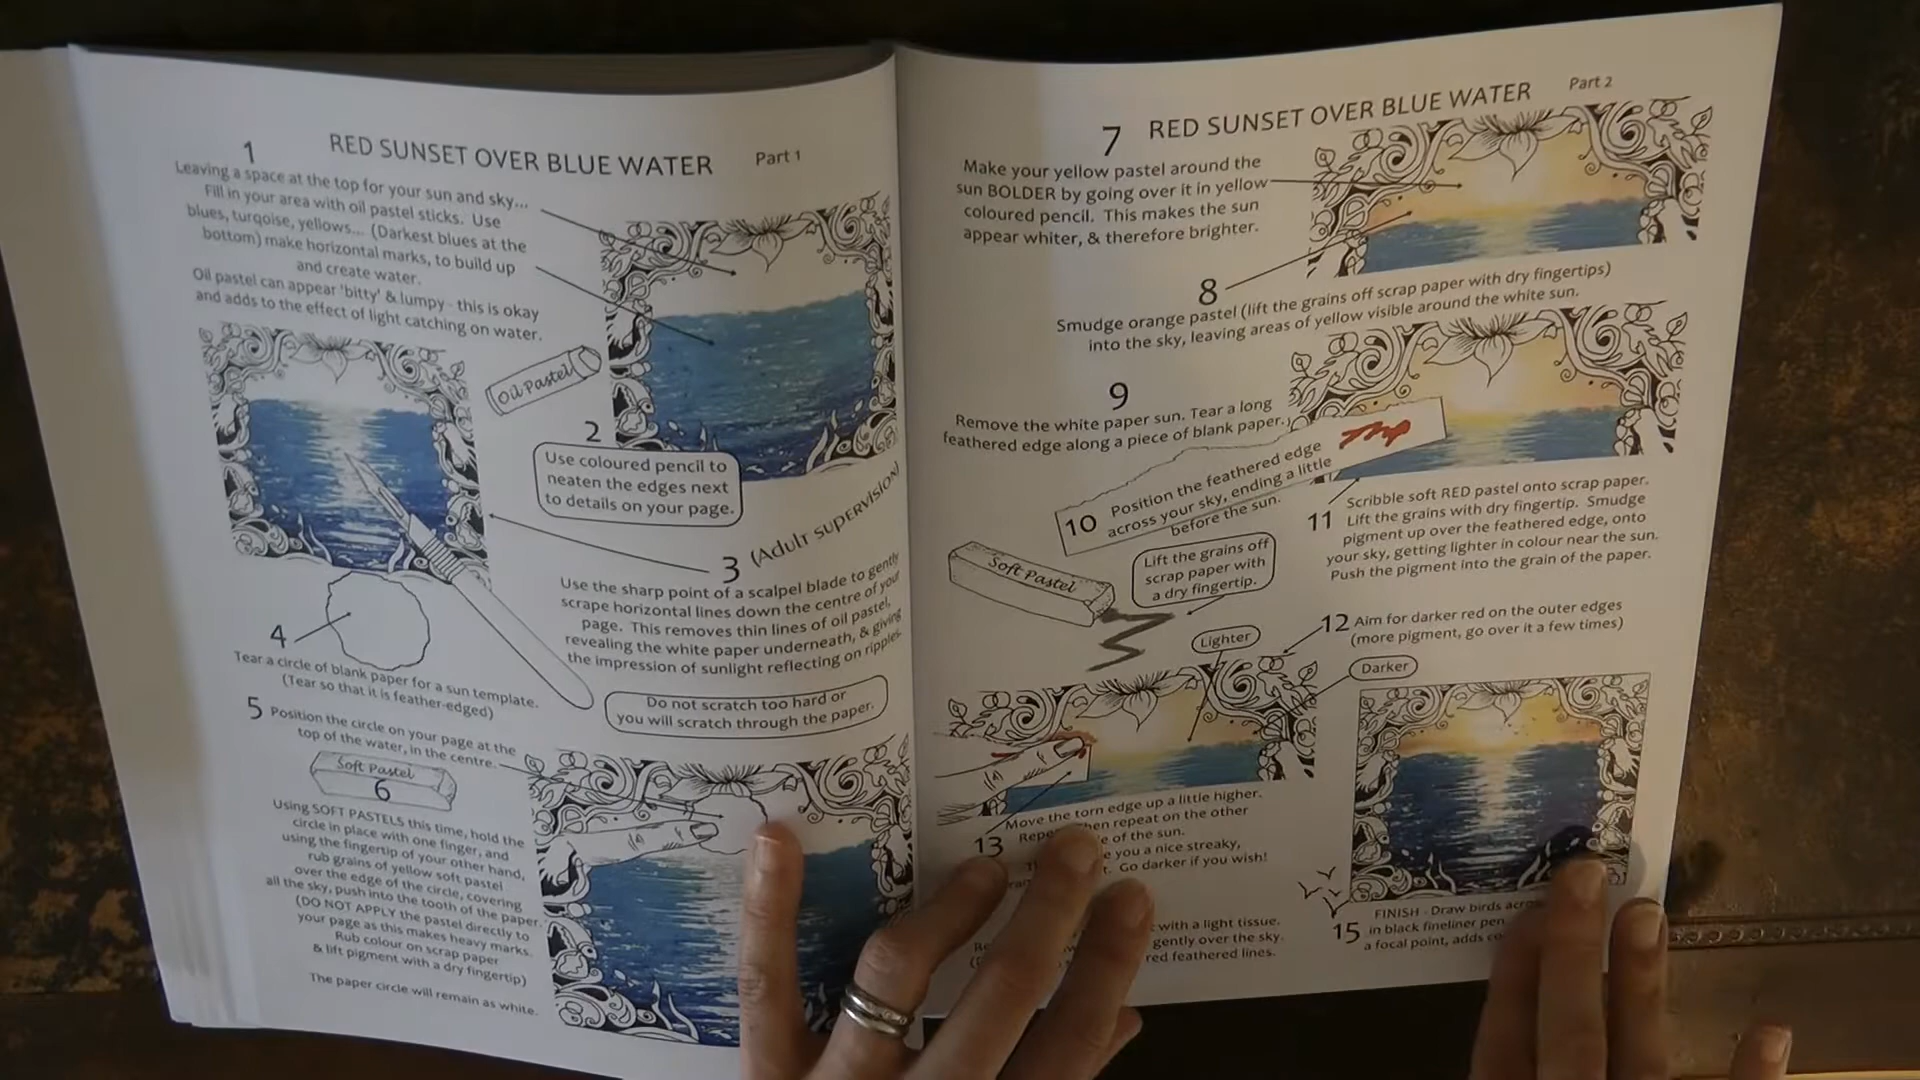 RED SUNSET OVER BLUE WATER Part 1
1
Leaving a space at the top for your sun and sky...
Fill in your area with oil pastel sticks. Use
blues, turqoise, yellows... (Darkest blues at the
bottom) make horizontal marks, to build up
and create water.
Oil pastel can appear 'bitty' & lumpy - this is okay
and adds to the effect of light catching on water.
Oil Pastel
2
Use coloured pencil to
neaten the edges next
to details on your page.
3 (Adult supervision)
Use the sharp point of a scalpel blade to gently
scrape horizontal lines down the centre of your
page. This removes thin lines of oil pastel,
revealing the white paper underneath, & giving
the impression of sunlight reflecting on ripples.
Do not scratch too hard or
you will scratch through the paper.
4
Tear a circle of blank paper for a sun template.
(Tear so that it is feather-edged)
5 Position the circle on your page at the
top of the water, in the centre.
Soft Pastel
6
Using SOFT PASTELS this time, hold the
circle in place with one finger, and
using the fingertip of your other hand,
rub grains of yellow soft pastel
over the edge of the circle, covering
all the sky, push into the tooth of the paper.
(DO NOT APPLY the pastel directly to
your page as this makes heavy marks.
Rub colour on scrap paper
& lift pigment with a dry fingertip)
The paper circle will remain as white.
RED SUNSET OVER BLUE WATER Part 2
7
Make your yellow pastel around the
sun BOLDER by going over it in yellow
coloured pencil. This makes the sun
appear whiter, & therefore brighter.
8
Smudge orange pastel (lift the grains off scrap paper with dry fingertips)
into the sky, leaving areas of yellow visible around the white sun.
9
Remove the white paper sun. Tear a long
feathered edge along a piece of blank paper.
10 Position the feathered edge
across your sky, ending a little
before the sun.
11 Scribble soft RED pastel onto scrap paper.
Lift the grains with dry fingertip. Smudge
pigment up over the feathered edge, onto
your sky, getting lighter in colour near the sun.
Push the pigment into the grain of the paper.
Soft Pastel
Lift the grains off
scrap paper with
a dry fingertip.
12 Aim for darker red on the outer edges
(more pigment, go over it a few times)
Lighter
Darker
13
Move the torn edge up a little higher.
then repeat on the other
of the sun.
you a nice streaky,
Go darker if you wish!
with a light tissue.
gently over the sky.
red feathered lines.
15
FINISH - Draw birds
in black fineliner pen
a focal point, adds